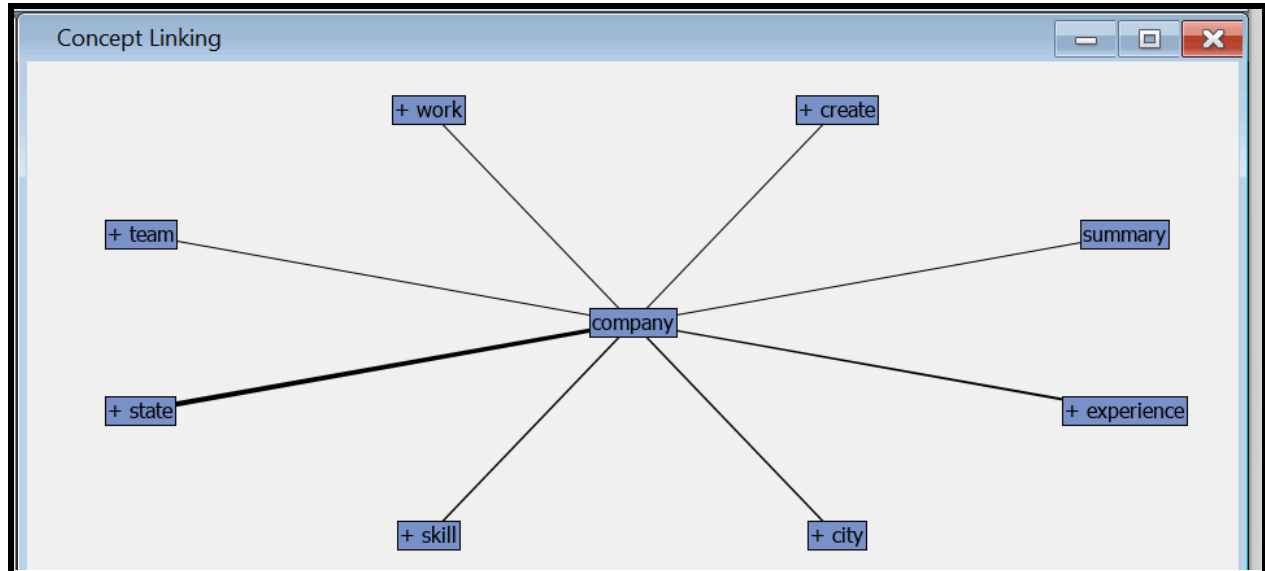 Concept Linking
+ work
+ create
+ team
summary
company
+ state
+ experience
+ skill
+ city